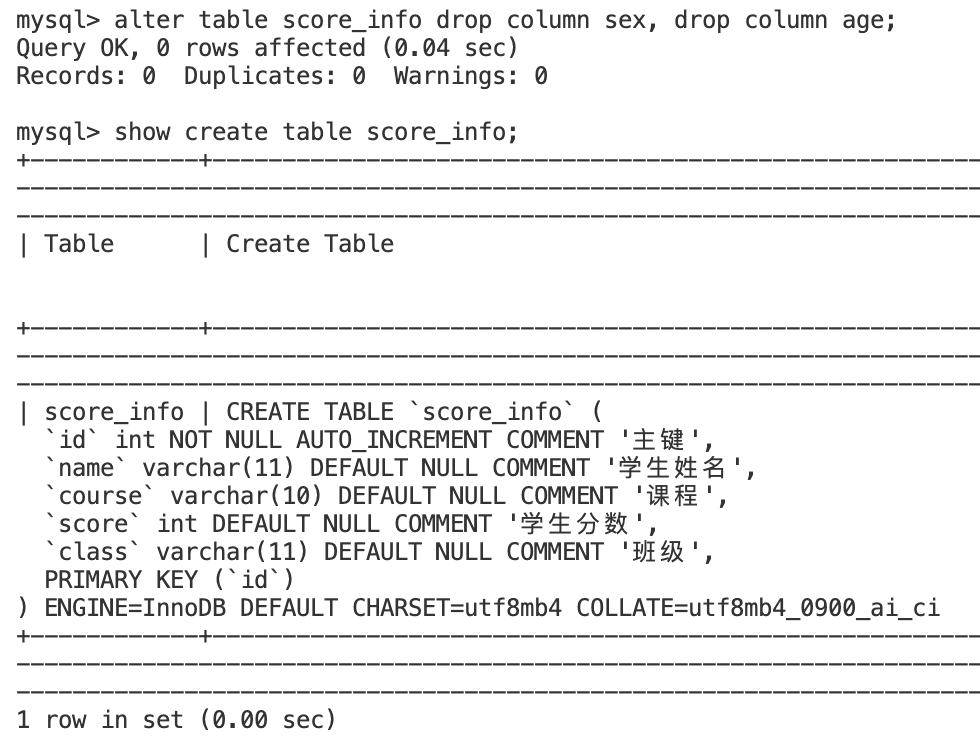 mysql> alter table score_info drop column sex, drop column age;
Query OK, 0 rows affected (0.04 sec)
Records: 0  Duplicates: 0  Warnings: 0
mysql> show create table score_info;
+------------+-------------------------------------------------------
----------------------------------------------------------------------
----------------------------------------------------------------------
| Table      | Create Table
+------------+-------------------------------------------------------
----------------------------------------------------------------------
----------------------------------------------------------------------
| score_info | CREATE TABLE `score_info` (
  `id` int NOT NULL AUTO_INCREMENT COMMENT '主键',
  `name` varchar(11) DEFAULT NULL COMMENT '学生姓名',
  `course` varchar(10) DEFAULT NULL COMMENT '课程',
  `score` int DEFAULT NULL COMMENT '学生分数',
  `class` varchar(11) DEFAULT NULL COMMENT '班级',
  PRIMARY KEY (`id`)
) ENGINE=InnoDB DEFAULT CHARSET=utf8mb4 COLLATE=utf8mb4_0900_ai_ci
+------------+-------------------------------------------------------
----------------------------------------------------------------------
----------------------------------------------------------------------
1 row in set (0.00 sec)